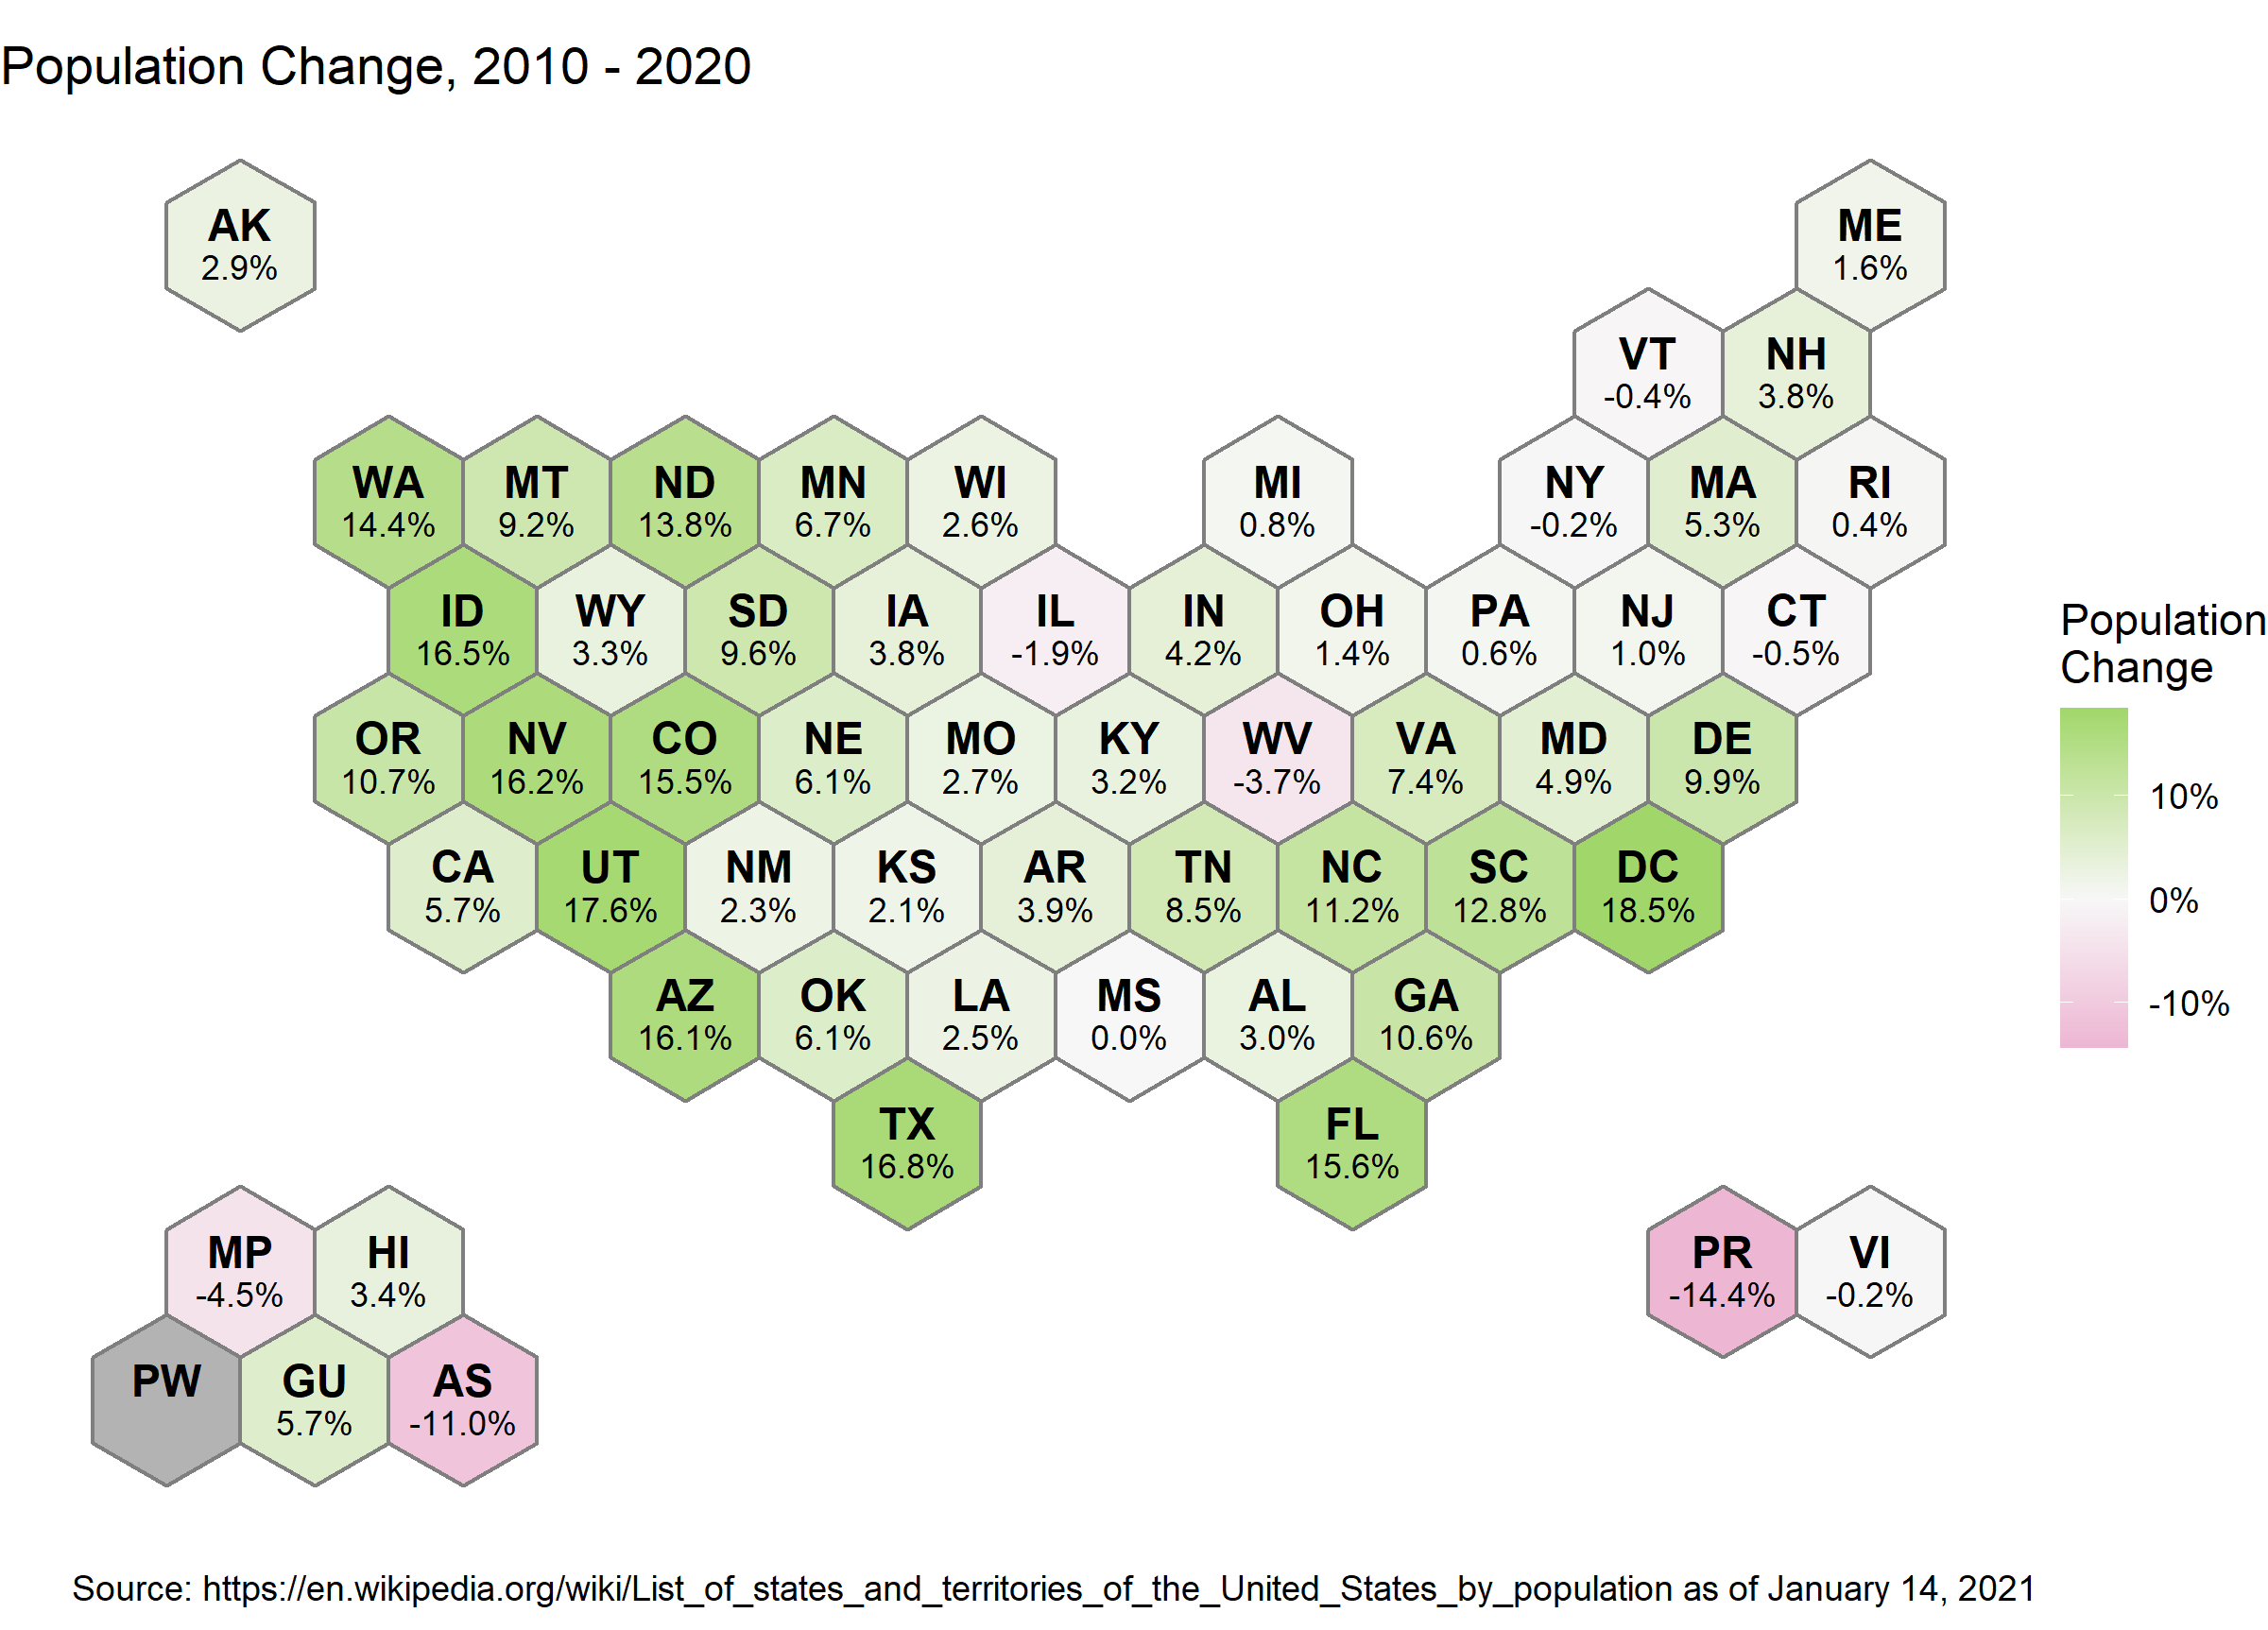 Population Change, 2010 - 2020
AK
2.9%
ME
1.6%
VT
-0.4%
NH
3.8%
WA
14.4%
MT
9.2%
ND
13.8%
MN
6.7%
WI
2.6%
MI
0.8%
NY
-0.2%
MA
5.3%
RI
0.4%
ID
16.5%
WY
3.3%
SD
9.6%
IA
3.8%
IL
-1.9%
IN
4.2%
OH
1.4%
PA
0.6%
NJ
1.0%
CT
-0.5%
OR
10.7%
NV
16.2%
CO
15.5%
NE
6.1%
MO
2.7%
KY
3.2%
WV
-3.7%
VA
7.4%
MD
4.9%
DE
9.9%
CA
5.7%
UT
17.6%
NM
2.3%
KS
2.1%
AR
3.9%
TN
8.5%
NC
11.2%
SC
12.8%
DC
18.5%
AZ
16.1%
OK
6.1%
LA
2.5%
MS
0.0%
AL
3.0%
GA
10.6%
TX
16.8%
FL
15.6%
MP
-4.5%
HI
3.4%
PR
-14.4%
VI
-0.2%
PW
GU
5.7%
AS
-11.0%
Population
Change
10%
0%
-10%
Source: https://en.wikipedia.org/wiki/List_of_states_and_territories_of_the_United_States_by_population as of January 14, 2021